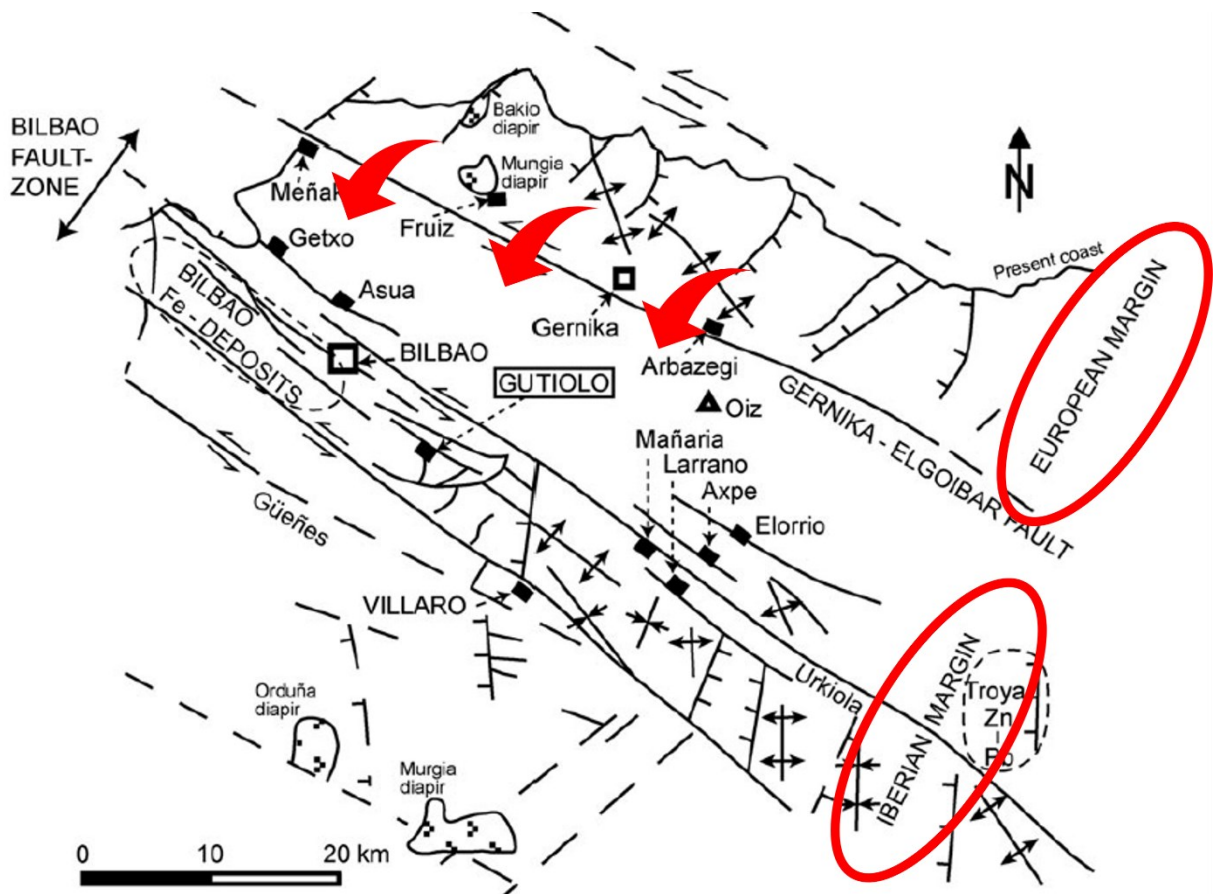 BILBAO
FAULT-
ZONE
Bakio
diapir
Mungia
diapir
N
Meñak
Fruiz
Getxo
Present coast
EUROPEAN MARGIN
BILBAO
Fe - DEPOSITS
Asua
Gernika
BILBAO
Arbazegi
GUTIOLO
Oiz
GERNIKA - ELGOIBAR FAULT
Mañaria
Larrano
Axpe
Elorrio
Güeñes
VILLARO
Urkiola
IBERIAN MARGIN
Troya
Zn
Orduña
diapir
Murgia
diapir
0 10 20 km